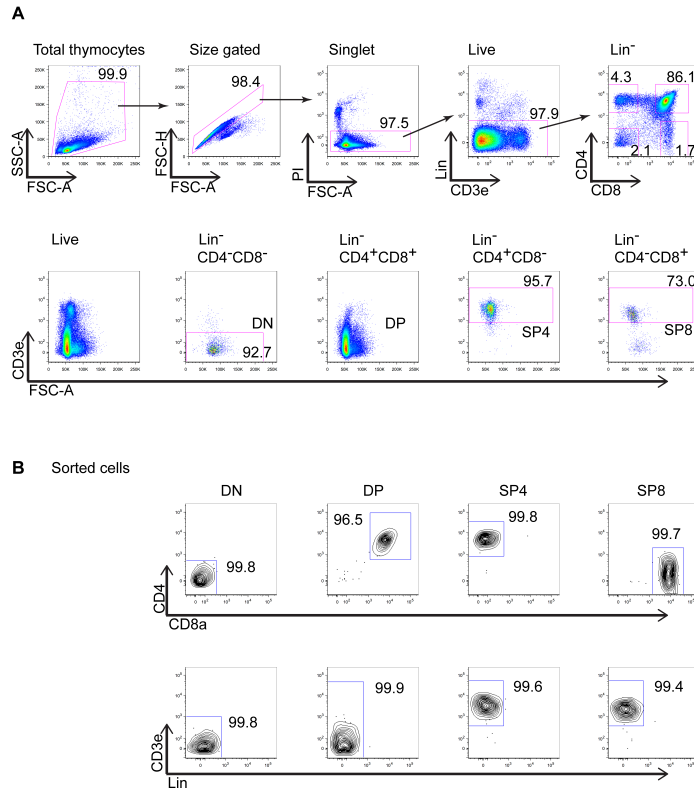 A
Total thymocytes Size gated Singlet Live Lin-
99.9 98.4 97.5 97.9 4.3 86.1 2.1 1.7
SSC-A FSC-H PI Lin CD4
FSC-A FSC-A FSC-A CD3e CD8
Live Lin- Lin- Lin- Lin-
CD4-CD8- CD4+CD8+ CD4+CD8- CD4-CD8+
95.7 73.0
DN DP SP4 SP8
92.7
CD3e
FSC-A
B Sorted cells
DN DP SP4 SP8
99.8 96.5 99.8 99.7
CD4
CD8a
99.8 99.9 99.6 99.4
CD3e
Lin